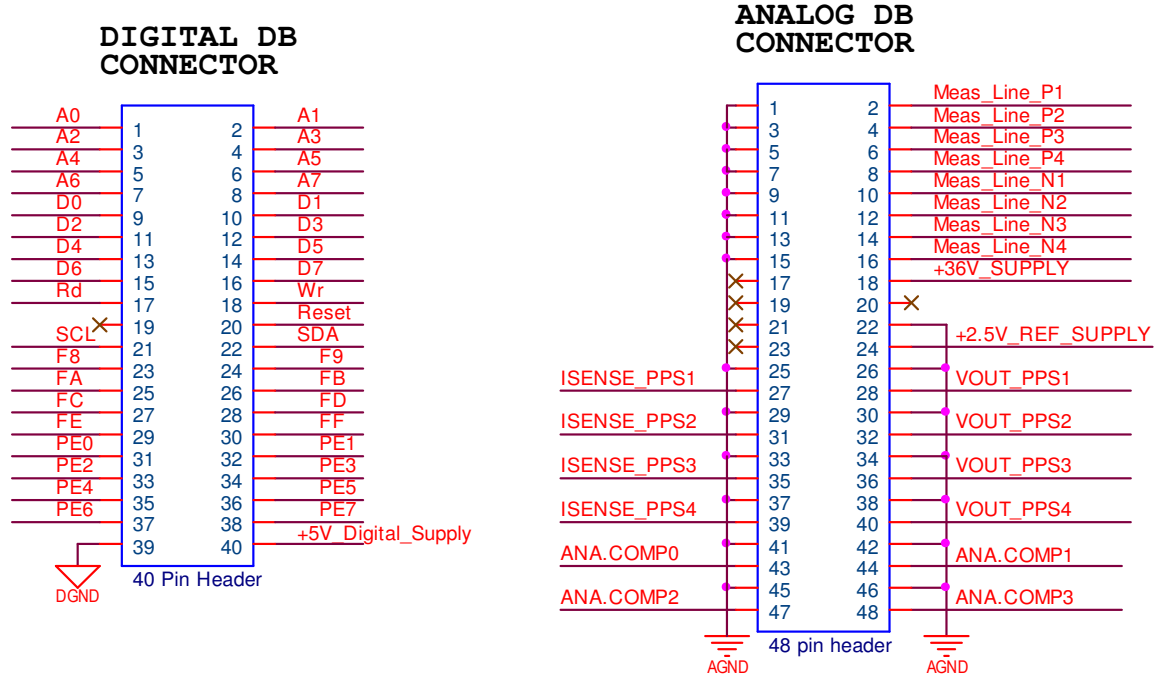 DIGITAL DB
CONNECTOR
A0 1 2 A1
A2 3 4 A3
A4 5 6 A5
A6 7 8 A7
D0 9 10 D1
D2 11 12 D3
D4 13 14 D5
D6 15 16 D7
Rd 17 18 Wr
19 20 Reset
SCL 21 22 SDA
F8 23 24 F9
FA 25 26 FB
FC 27 28 FD
FE 29 30 FF
PE0 31 32 PE1
PE2 33 34 PE3
PE4 35 36 PE5
PE6 37 38 PE7
39 40 +5V_Digital_Supply
DGND
40 Pin Header
ANALOG DB
CONNECTOR
1 2 Meas_Line_P1
3 4 Meas_Line_P2
5 6 Meas_Line_P3
7 8 Meas_Line_P4
9 10 Meas_Line_N1
11 12 Meas_Line_N2
13 14 Meas_Line_N3
15 16 Meas_Line_N4
17 18 +36V_SUPPLY
19 20
21 22
23 24 +2.5V_REF_SUPPLY
25 26
ISENSE_PPS1 27 28 VOUT_PPS1
29 30
ISENSE_PPS2 31 32 VOUT_PPS2
33 34
ISENSE_PPS3 35 36 VOUT_PPS3
37 38
ISENSE_PPS4 39 40 VOUT_PPS4
41 42
ANA.COMP0 43 44 ANA.COMP1
45 46
ANA.COMP2 47 48 ANA.COMP3
48 pin header
AGND AGND